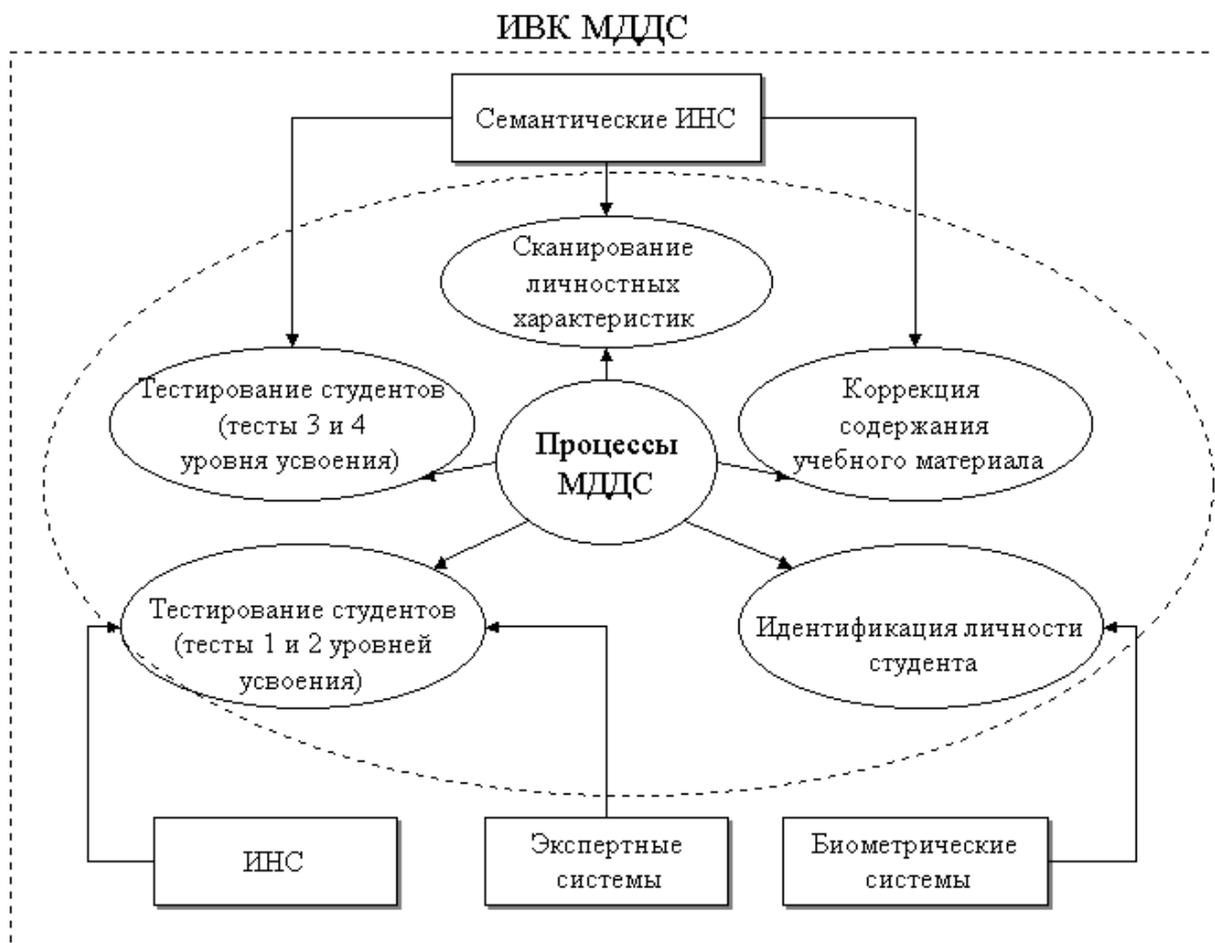 ИВК МДДС
Семантические ИНС
Сканирование
личностных
характеристик
Тестирование студентов
(тесты 3 и 4
уровня усвоения)
Процессы
МДДС
Коррекция
содержания
учебного материала
Тестирование студентов
(тесты 1 и 2 уровней
усвоения)
Идентификация личности
студента
ИНС
Экспертные
системы
Биометрические
системы